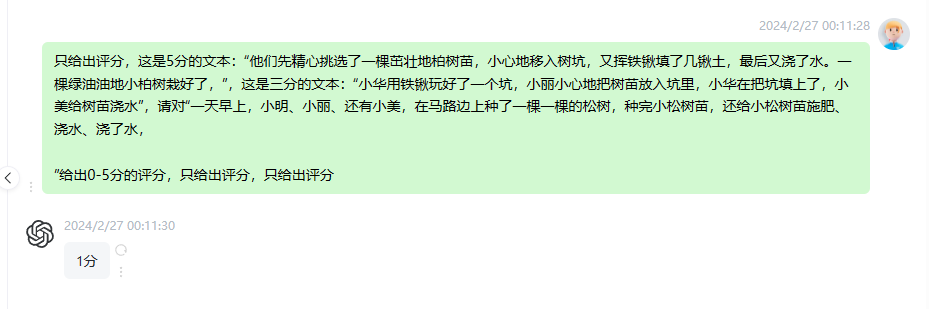 2024/2/27 00:11:28
只给出评分，这是5分的文本：“他们先精心挑选了一棵茁壮地柏树苗，小心地移入树坑，又挥铁锹填了几锹土，最后又浇了水。一
棵绿油油地小柏树栽好了，”，这是三分的文本：“小华用铁锹玩好了一个坑，小丽小心地把树苗放入坑里，小华在把坑填上了，小
美给树苗浇水”，请对“一天早上，小明、小丽、还有小美，在马路边上种了一棵一棵的松树，种完小松树苗，还给小松树苗施肥、
浇水、浇了水，
”给出0-5分的评分，只给出评分，只给出评分
2024/2/27 00:11:30
1分